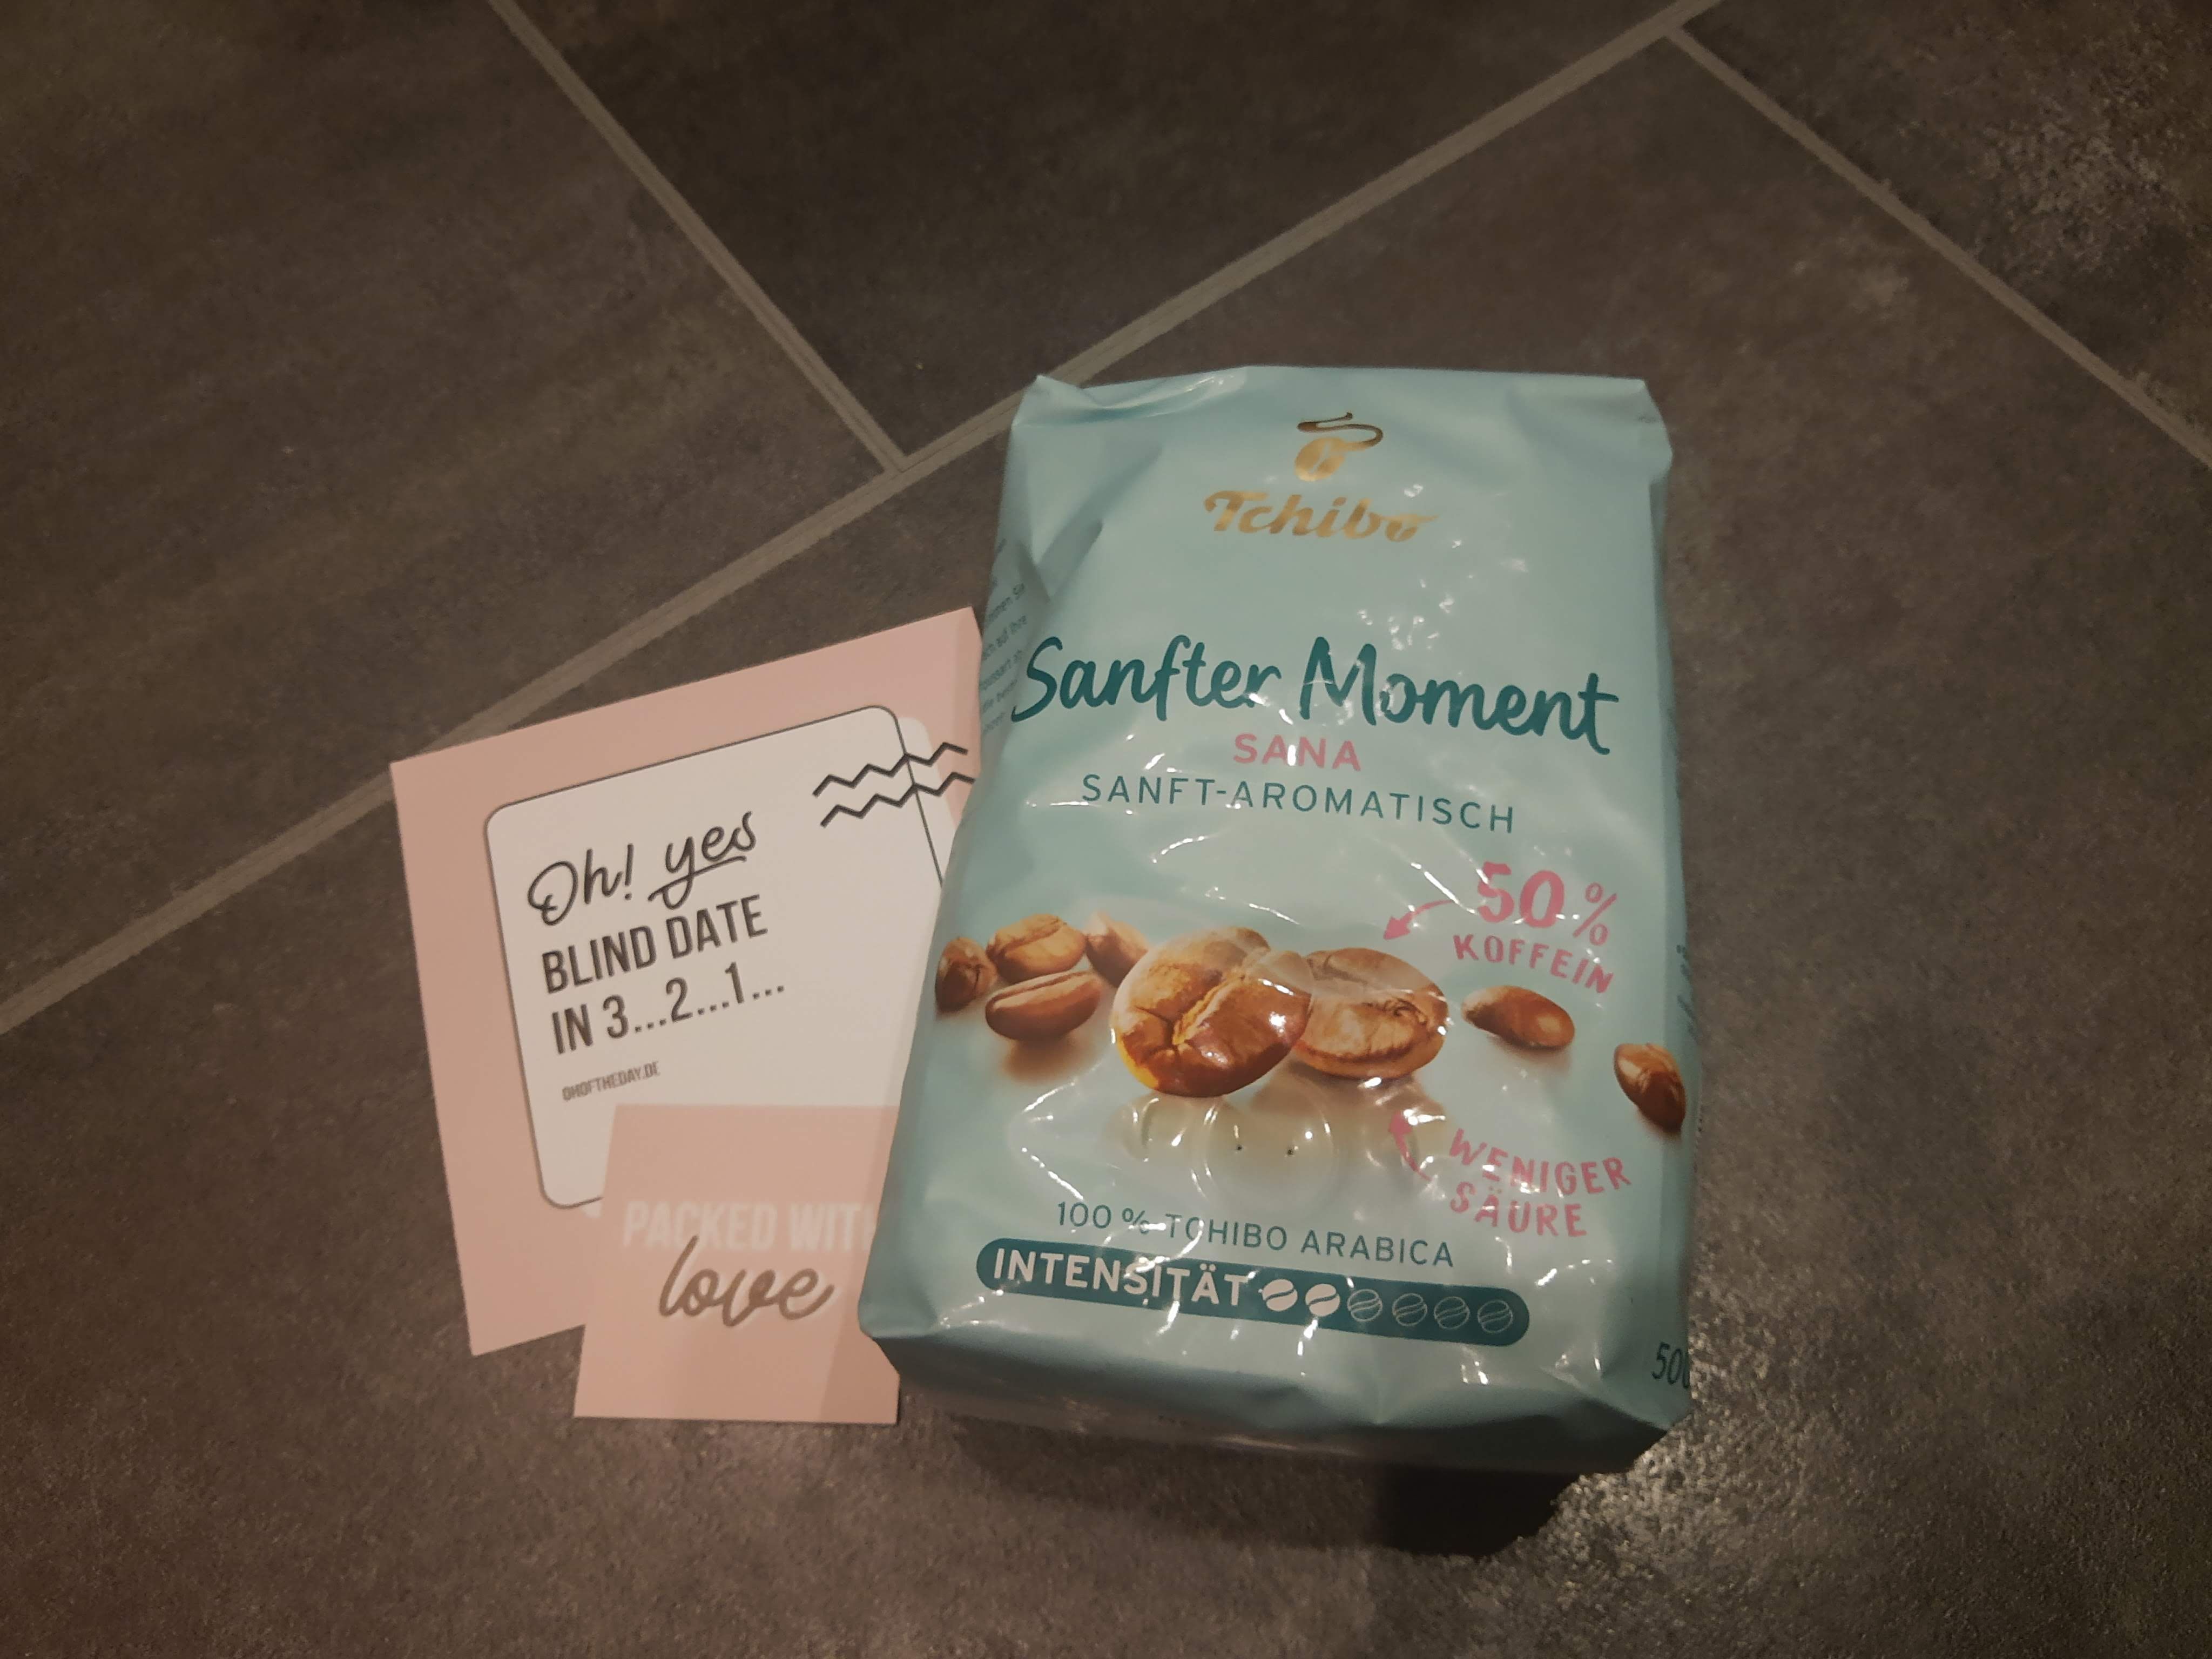 Oh! yes
BLIND DATE
IN 3...2...1...
OHOFTHEDAY.DE
PACKED WITH
love
Tchibo
Sanfter Moment
SANA
SANFT-AROMATISCH
50%
KOFFEIN
WENIGER
SÄURE
100 % TCHIBO ARABICA
INTENSITÄT
500